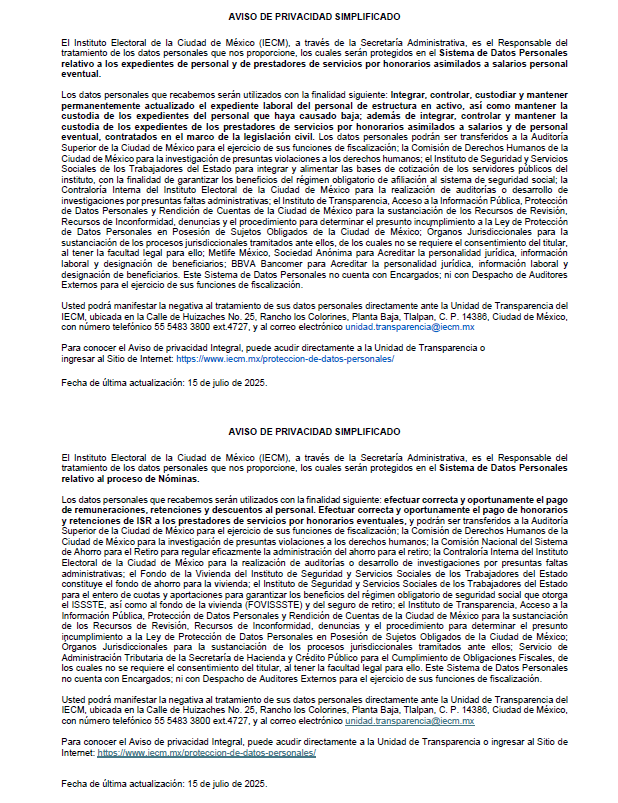 AVISO DE PRIVACIDAD SIMPLIFICADO
El Instituto Electoral de la Ciudad de México (IECM), a través de la Secretaría Administrativa, es el Responsable del
tratamiento de los datos personales que nos proporcione, los cuales serán protegidos en el Sistema de Datos Personales
relativo a los expedientes de personal y de prestadores de servicios por honorarios asimilados a salarios personal
eventual.
Los datos personales que recabemos serán utilizados con la finalidad siguiente: Integrar, controlar, custodiar y mantener
permanentemente actualizado el expediente laboral del personal de estructura en activo, así como mantener la
custodia de los expedientes del personal que haya causado baja; además de integrar, controlar y mantener la
custodia de los expedientes de los prestadores de servicios por honorarios asimilados a salarios y de personal
eventual, contratados en el marco de la legislación civil. Los datos personales podrán ser transferidos a la Auditoría
Superior de la Ciudad de México para el ejercicio de sus funciones de fiscalización; la Comisión de Derechos Humanos de la
Ciudad de México para la investigación de presuntas violaciones a los derechos humanos; el Instituto de Seguridad y Servicios
Sociales de los Trabajadores del Estado para integrar y alimentar las bases de cotización de los servidores públicos del
instituto, con la finalidad de garantizar los beneficios del régimen obligatorio de afiliación al sistema de seguridad social; la
Contraloría Interna del Instituto Electoral de la Ciudad de México para la realización de auditorías o desarrollo de
investigaciones por presuntas faltas administrativas; el Instituto de Transparencia, Acceso a la Información Pública, Protección
de Datos Personales y Rendición de Cuentas de la Ciudad de México para la sustanciación de los Recursos de Revisión,
Recursos de Inconformidad, denuncias y el procedimiento para determinar el presunto incumplimiento a la Ley de Protección
de Datos Personales en Posesión de Sujetos Obligados de la Ciudad de México; Órganos Jurisdiccionales para la
sustanciación de los procesos jurisdiccionales tramitados ante ellos, de los cuales no se requiere el consentimiento del titular,
al tener la facultad legal para ello; Metlife México, Sociedad Anónima para Acreditar la personalidad jurídica, información
laboral y designación de beneficiarios; BBVA Bancomer para Acreditar la personalidad jurídica, información laboral y
designación de beneficiarios. Este Sistema de Datos Personales no cuenta con Encargados; ni con Despacho de Auditores
Externos para el ejercicio de sus funciones de fiscalización.
Usted podrá manifestar la negativa al tratamiento de sus datos personales directamente ante la Unidad de Transparencia del
IECM, ubicada en la Calle de Huizaches No. 25, Rancho los Colorines, Planta Baja, Tlalpan, C. P. 14386, Ciudad de México,
con número telefónico 55 5483 3800 ext.4727, y al correo electrónico unidad.transparencia@iecm.mx
Para conocer el Aviso de privacidad Integral, puede acudir directamente a la Unidad de Transparencia o
ingresar al Sitio de Internet: https://www.iecm.mx/proteccion-de-datos-personales/
Fecha de última actualización: 15 de julio de 2025.
AVISO DE PRIVACIDAD SIMPLIFICADO
El Instituto Electoral de la Ciudad de México (IECM), a través de la Secretaría Administrativa, es el Responsable del
tratamiento de los datos personales que nos proporcione, los cuales serán protegidos en el Sistema de Datos Personales
relativo al proceso de Nóminas.
Los datos personales que recabemos serán utilizados con la finalidad siguiente: efectuar correcta y oportunamente el pago
de remuneraciones, retenciones y descuentos al personal. Efectuar correcta y oportunamente el pago de honorarios
y retenciones de ISR a los prestadores de servicios por honorarios eventuales, y podrán ser transferidos a la Auditoría
Superior de la Ciudad de México para el ejercicio de sus funciones de fiscalización; la Comisión de Derechos Humanos de la
Ciudad de México para la investigación de presuntas violaciones a los derechos humanos; la Comisión Nacional del Sistema
de Ahorro para el Retiro para regular eficazmente la administración del ahorro para el retiro; la Contraloría Interna del Instituto
Electoral de la Ciudad de México para la realización de auditorías o desarrollo de investigaciones por presuntas faltas
administrativas; el Fondo de la Vivienda del Instituto de Seguridad y Servicios Sociales de los Trabajadores del Estado
constituye el fondo de ahorro para la vivienda; el Instituto de Seguridad y Servicios Sociales de los Trabajadores del Estado
para el entero de cuotas y aportaciones para garantizar los beneficios del régimen obligatorio de seguridad social que otorga
el ISSSTE, así como al fondo de la vivienda (FOVISSSTE) y del seguro de retiro; el Instituto de Transparencia, Acceso a la
Información Pública, Protección de Datos Personales y Rendición de Cuentas de la Ciudad de México para la sustanciación
de los Recursos de Revisión, Recursos de Inconformidad, denuncias y el procedimiento para determinar el presunto
incumplimiento a la Ley de Protección de Datos Personales en Posesión de Sujetos Obligados de la Ciudad de México;
Órganos Jurisdiccionales para la sustanciación de los procesos jurisdiccionales tramitados ante ellos; Servicio de
Administración Tributaria de la Secretaría de Hacienda y Crédito Público para el Cumplimiento de Obligaciones Fiscales, de
los cuales no se requiere el consentimiento del titular, al tener la facultad legal para ello. Este Sistema de Datos Personales
no cuenta con Encargados; ni con Despacho de Auditores Externos para el ejercicio de sus funciones de fiscalización.
Usted podrá manifestar la negativa al tratamiento de sus datos personales directamente ante la Unidad de Transparencia del
IECM, ubicada en la Calle de Huizaches No. 25, Rancho los Colorines, Planta Baja, Tlalpan, C. P. 14386, Ciudad de México,
con número telefónico 55 5483 3800 ext.4727, y al correo electrónico unidad.transparencia@iecm.mx
Para conocer el Aviso de privacidad Integral, puede acudir directamente a la Unidad de Transparencia o ingresar al Sitio de
Internet: https://www.iecm.mx/proteccion-de-datos-personales/
Fecha de última actualización: 15 de julio de 2025.